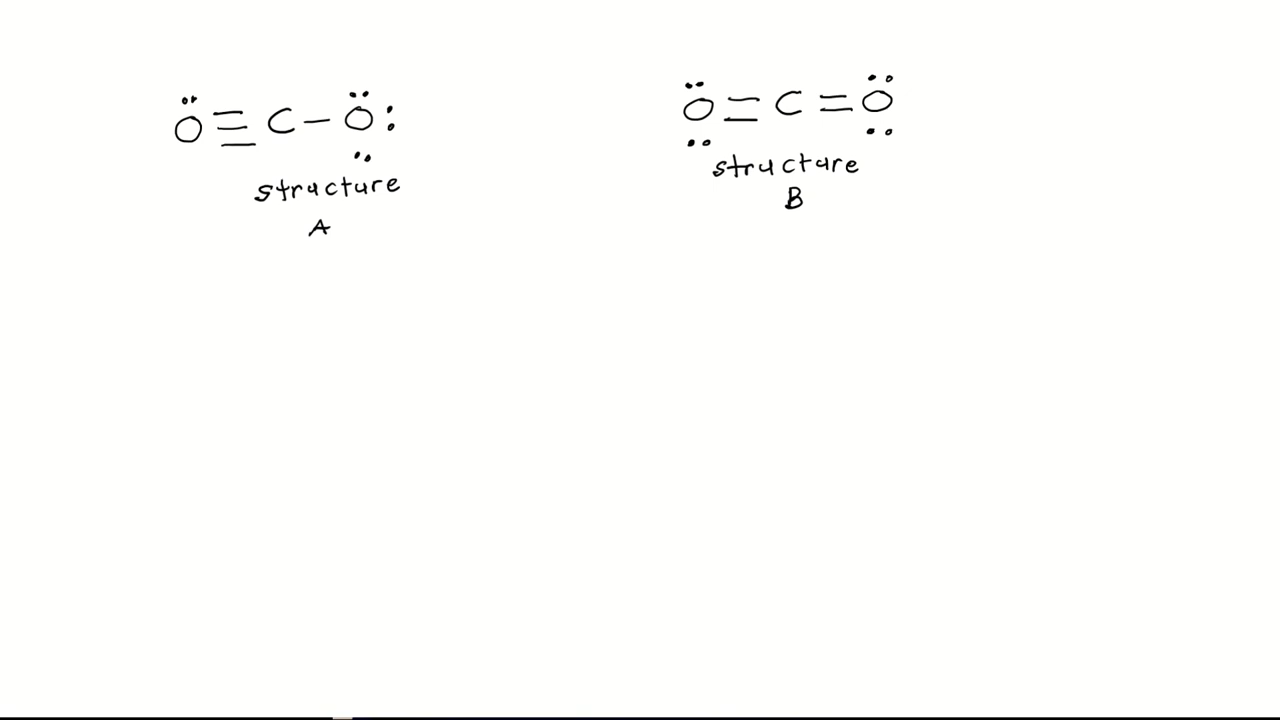 Ö ≡ C – Ö:
Ö = C = Ö
structure
A
structure
B